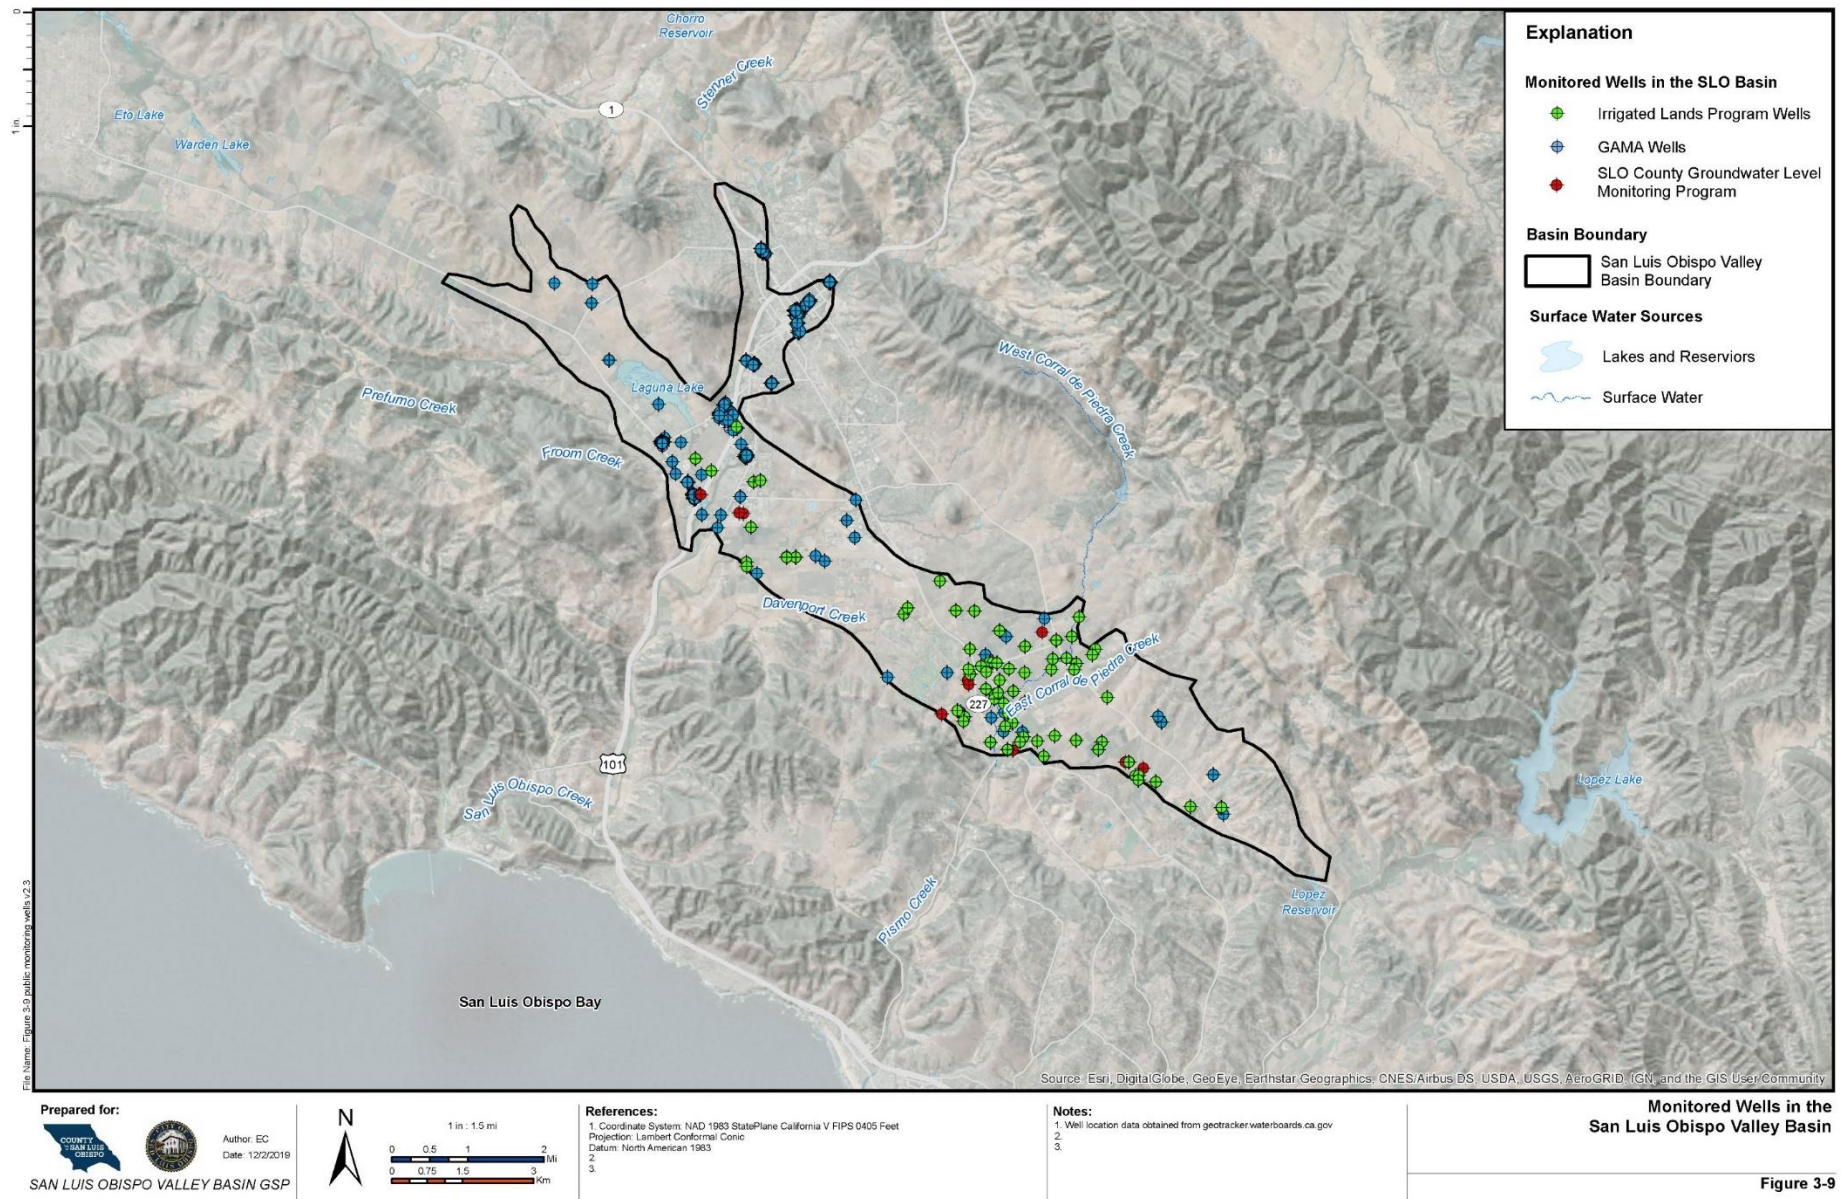 Chorro
Reservoir
Stenner Creek
1
Eto Lake
Warden Lake
West Corral de Piedra Creek
Laguna Lake
Prefumo Creek
Froom Creek
Davenport Creek
East Corral de Piedra Creek
227
101
San Luis Obispo Creek
Lopez Lake
Lopez
Reservoir
Pismo Creek
San Luis Obispo Bay
Explanation
Monitored Wells in the SLO Basin
Irrigated Lands Program Wells
GAMA Wells
SLO County Groundwater Level
Monitoring Program
Basin Boundary
San Luis Obispo Valley
Basin Boundary
Surface Water Sources
Lakes and Reserviors
Surface Water
0
1 in
File Name: Figure 3-9 public monitoring wells v2.3
Source: Esri, DigitalGlobe, GeoEye, Earthstar Geographics, CNES/Airbus DS, USDA, USGS, AeroGRID, IGN, and the GIS User Community
Prepared for:
COUNTY
SAN LUIS
OBISPO
Author: EC
Date: 12/2/2019
SAN LUIS OBISPO VALLEY BASIN GSP
N
1 in : 1.5 mi
0 0.5 1 2
Mi
0 0.75 1.5 3
Km
References:
1. Coordinate System: NAD 1983 StatePlane California V FIPS 0405 Feet
Projection: Lambert Conformal Conic
Datum: North American 1983
2.
3.
Notes:
1. Well location data obtained from geotracker.waterboards.ca.gov
2.
3.
Monitored Wells in the
San Luis Obispo Valley Basin
Figure 3-9